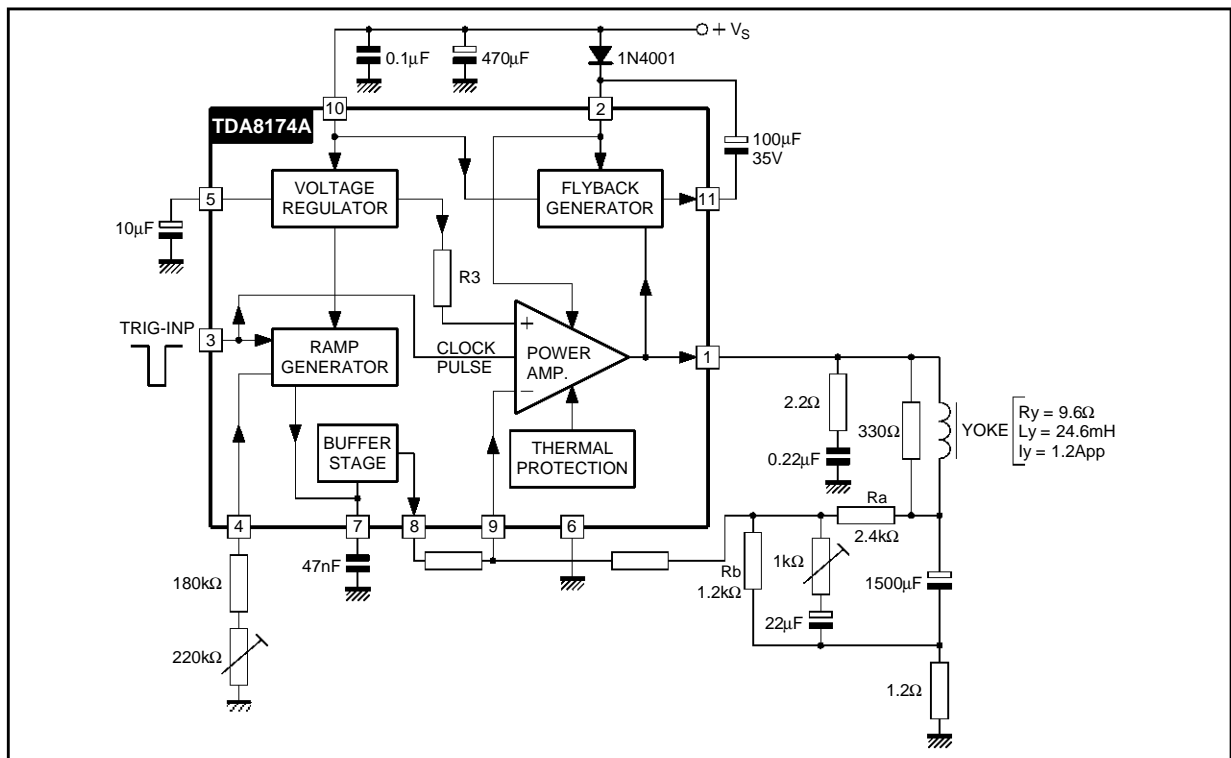 + VS
0.1µF
470µF
1N4001
10
2
TDA8174A
100µF
35V
5
VOLTAGE
REGULATOR
FLYBACK
GENERATOR
11
10µF
R3
TRIG-INP
3
RAMP
GENERATOR
CLOCK
PULSE
+
−
POWER
AMP.
1
2.2Ω
330Ω
YOKE
Ry = 9.6Ω
Ly = 24.6mH
Iy = 1.2App
BUFFER
STAGE
THERMAL
PROTECTION
0.22µF
Ra
2.4kΩ
4
7
8
9
6
47nF
180kΩ
Rb
1.2kΩ
1kΩ
1500µF
22µF
220kΩ
1.2Ω